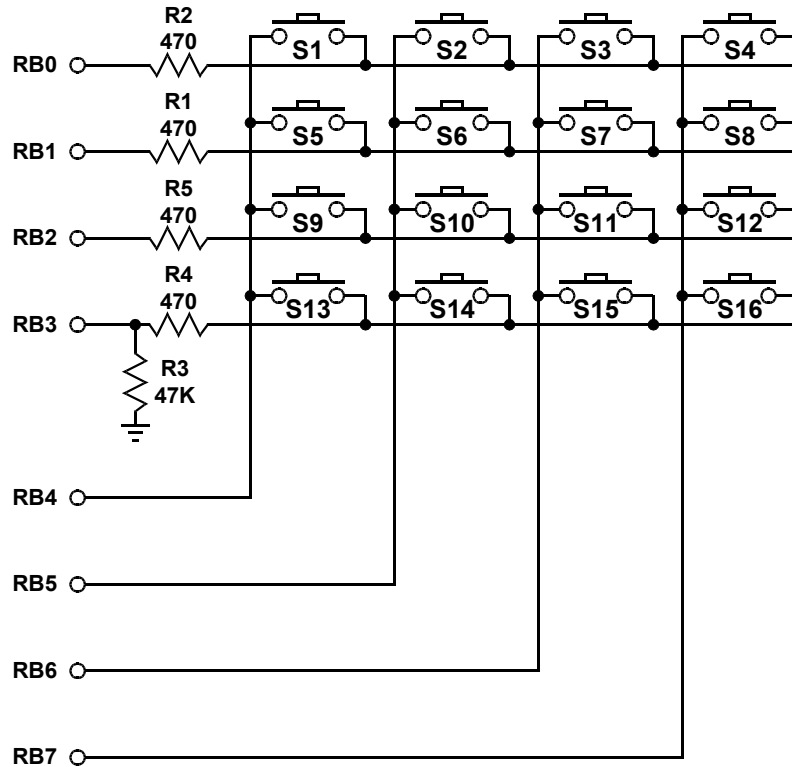 R2
470
RB0
S1 S2 S3 S4
R1
470
RB1
S5 S6 S7 S8
R5
470
RB2
S9 S10 S11 S12
R4
470
RB3
S13 S14 S15 S16
R3
47K
RB4
RB5
RB6
RB7